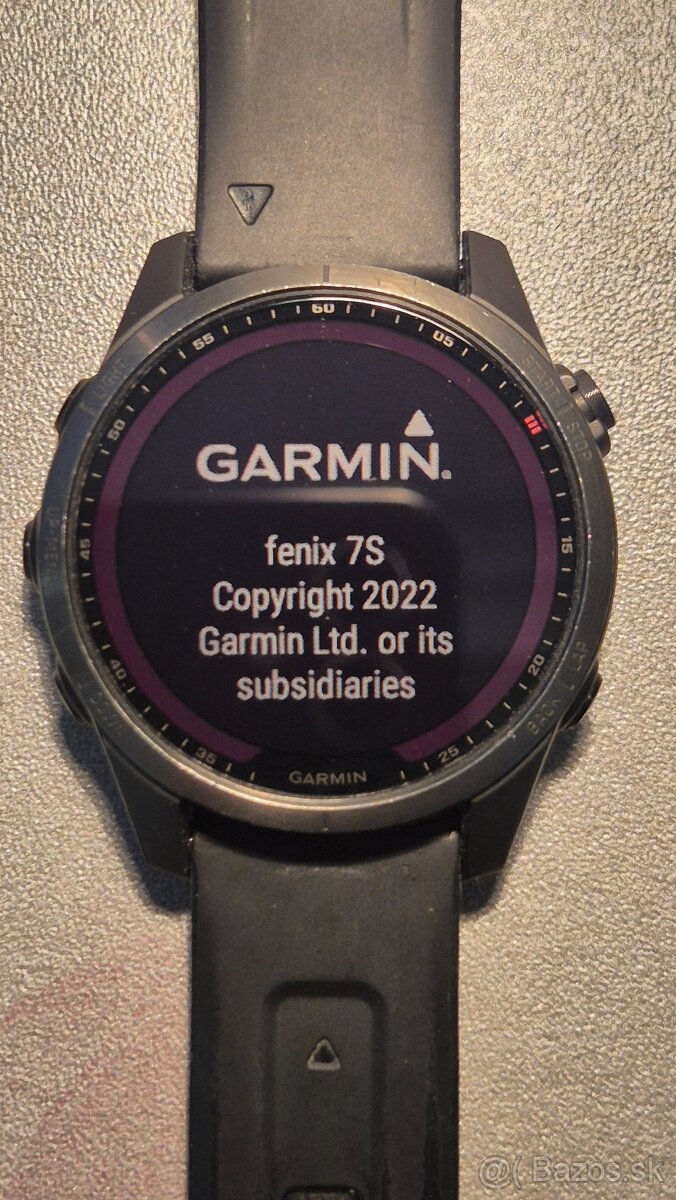 60
55
05
LIGHT
START
STOP
50
GARMIN.
45
15
fenix 7S
Copyright 2022
Garmin Ltd. or its
subsidiaries
40
20
LAP
BACK
35
25
GARMIN
@( Bazos.sk